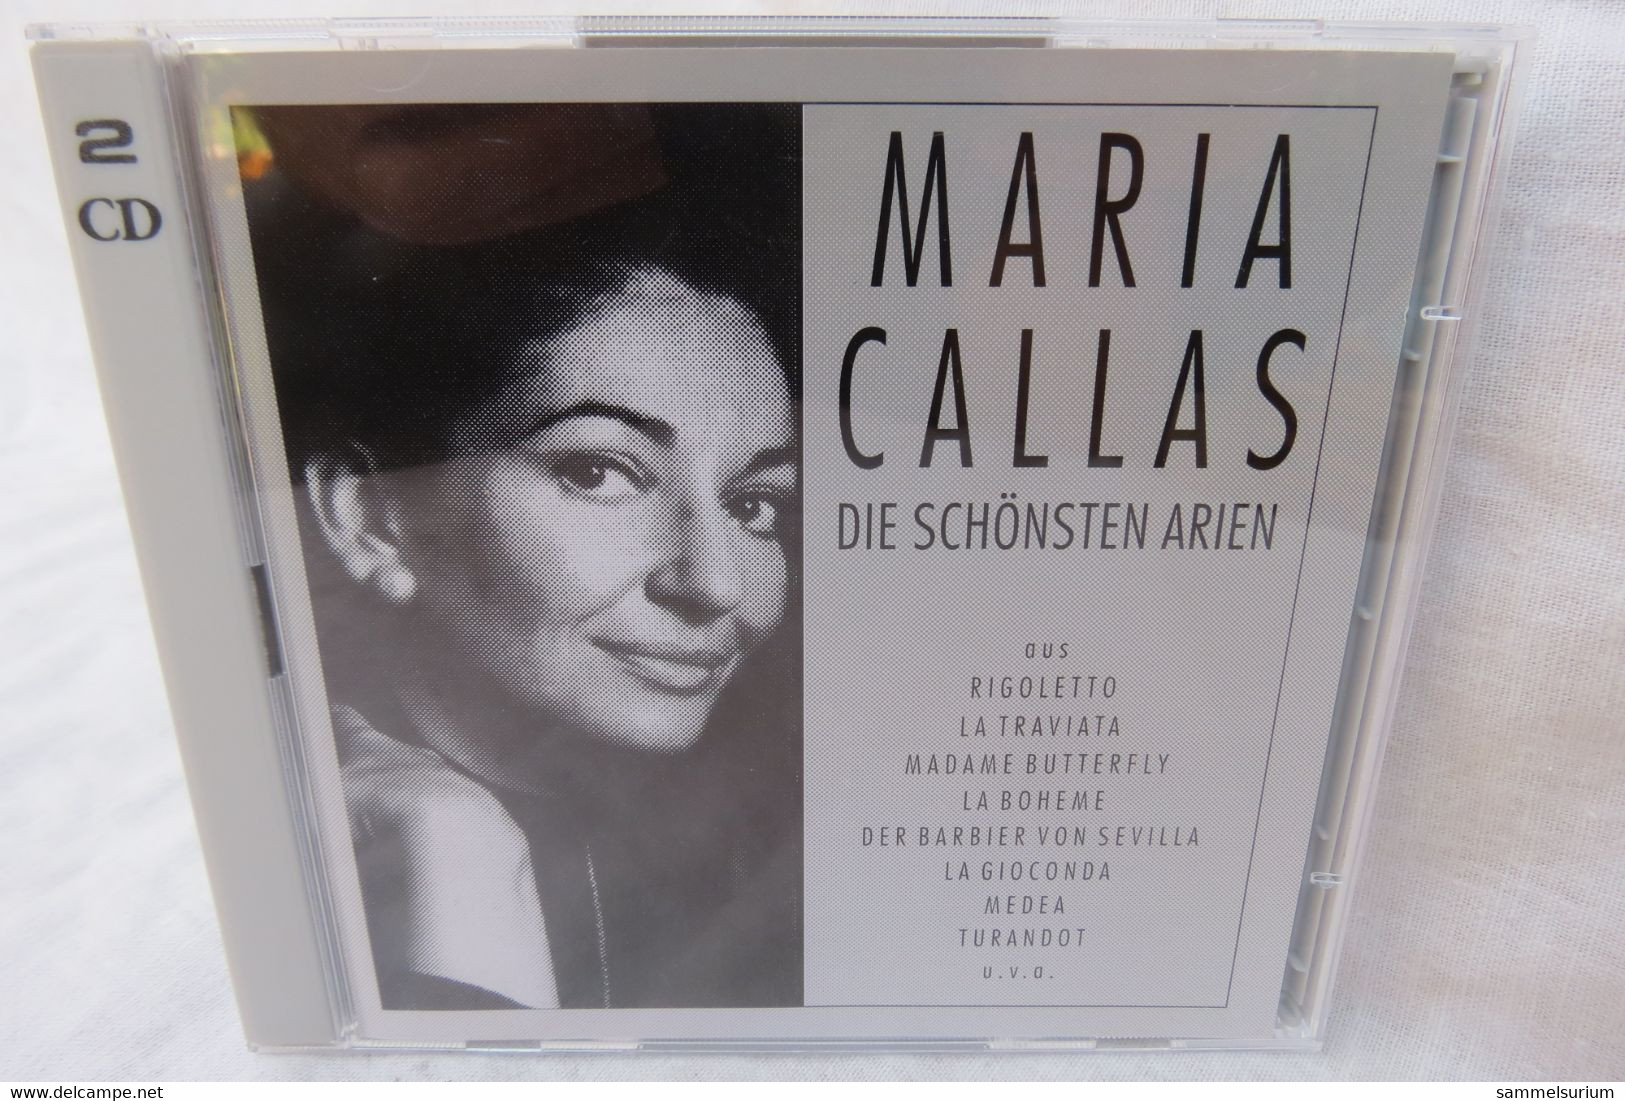 2
CD
MARIA
CALLAS
DIE SCHÖNSTEN ARIEN
aus
RIGOLETTO
LA TRAVIATA
MADAME BUTTERFLY
LA BOHEME
DER BARBIER VON SEVILLA
LA GIOCONDA
MEDEA
TURANDOT
u.v.a.
www.delcampe.net
sammelsurium